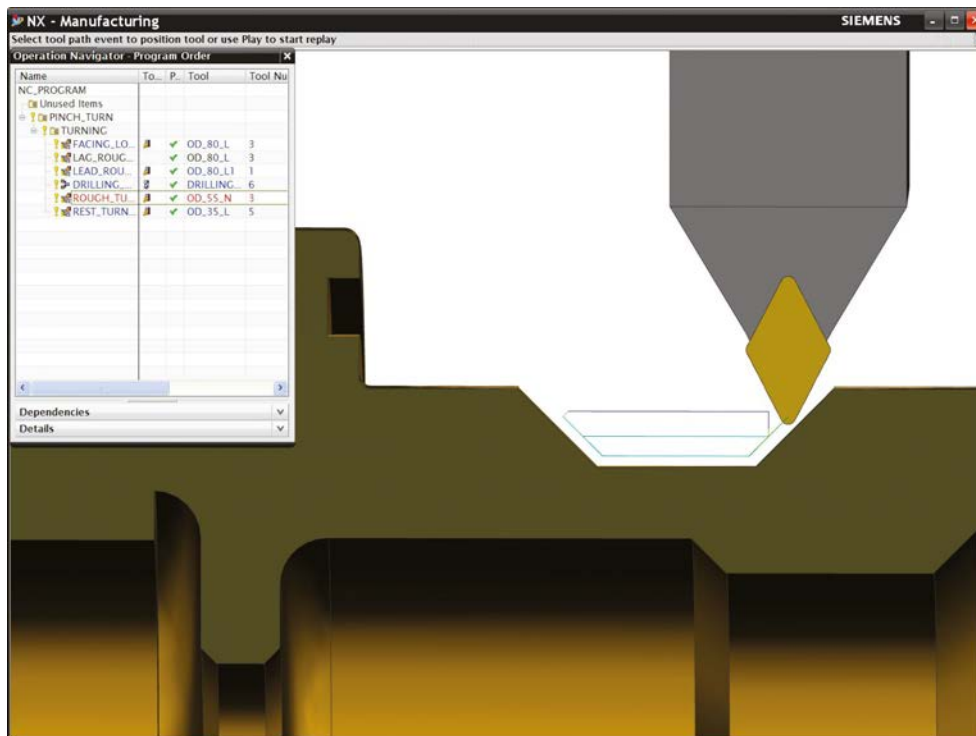 NX - Manufacturing SIEMENS
Select tool path event to position tool or use Play to start replay
Operation Navigator - Program Order
Name To... P.. Tool Tool Nu
NC_PROGRAM
Unused Items
PINCH_TURN
TURNING
FACING_LO... OD_80_L 3
LAG_ROUG... OD_80_L 3
LEAD_ROU... OD_80_L1 1
DRILLING_... DRILLING... 6
ROUGH_TU... OD_55_N 3
REST_TURN... OD_35_L 5
Dependencies
Details